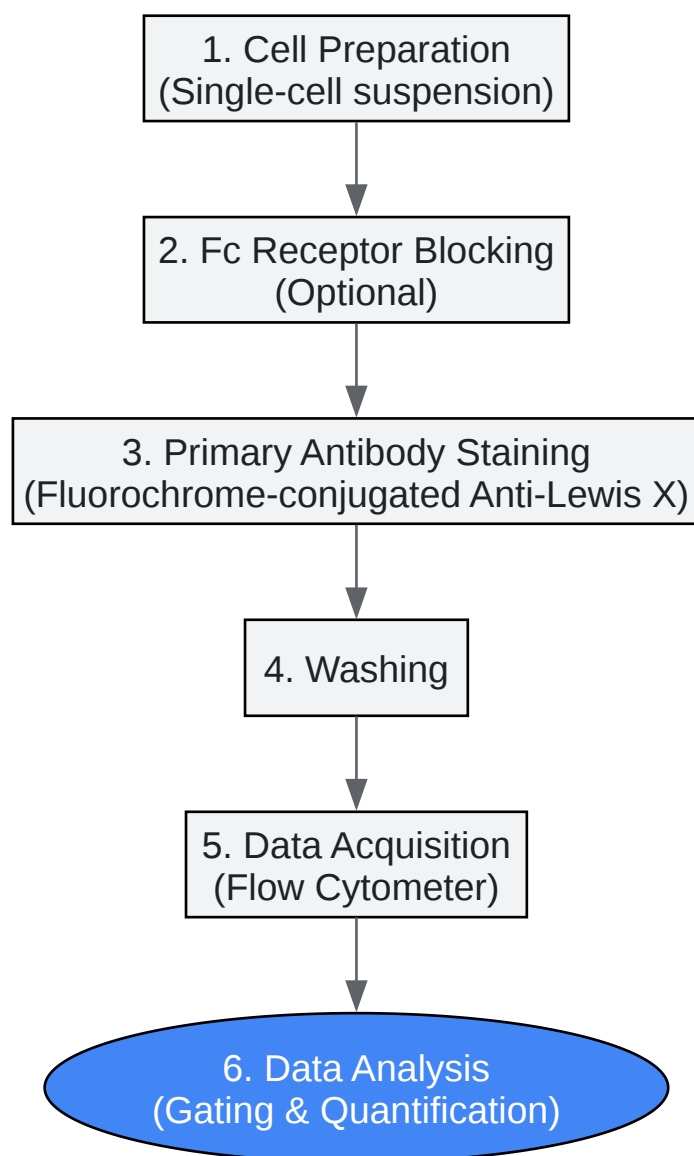 1. Cell Preparation
(Single-cell suspension)
2. Fc Receptor Blocking
(Optional)
3. Primary Antibody Staining
(Fluorochrome-conjugated Anti-Lewis X)
4. Washing
5. Data Acquisition
(Flow Cytometer)
6. Data Analysis
(Gating & Quantification)